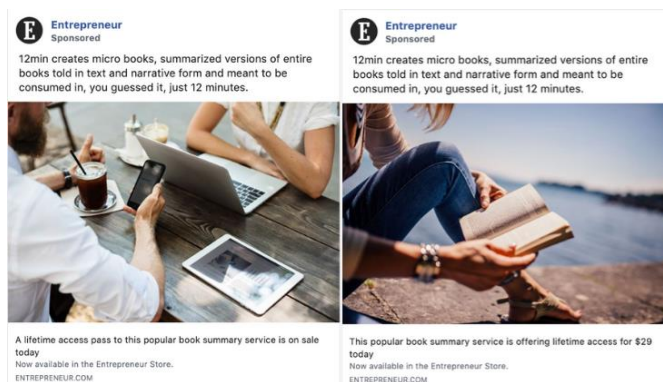 E
Entrepreneur
Sponsored
12min creates micro books, summarized versions of entire
books told in text and narrative form and meant to be
consumed in, you guessed it, just 12 minutes.
A lifetime access pass to this popular book summary service is on sale
today
Now available in the Entrepreneur Store.
ENTREPRENEUR.COM
E
Entrepreneur
Sponsored
12min creates micro books, summarized versions of entire
books told in text and narrative form and meant to be
consumed in, you guessed it, just 12 minutes.
This popular book summary service is offering lifetime access for $29
today
Now available in the Entrepreneur Store.
ENTREPRENEUR.COM